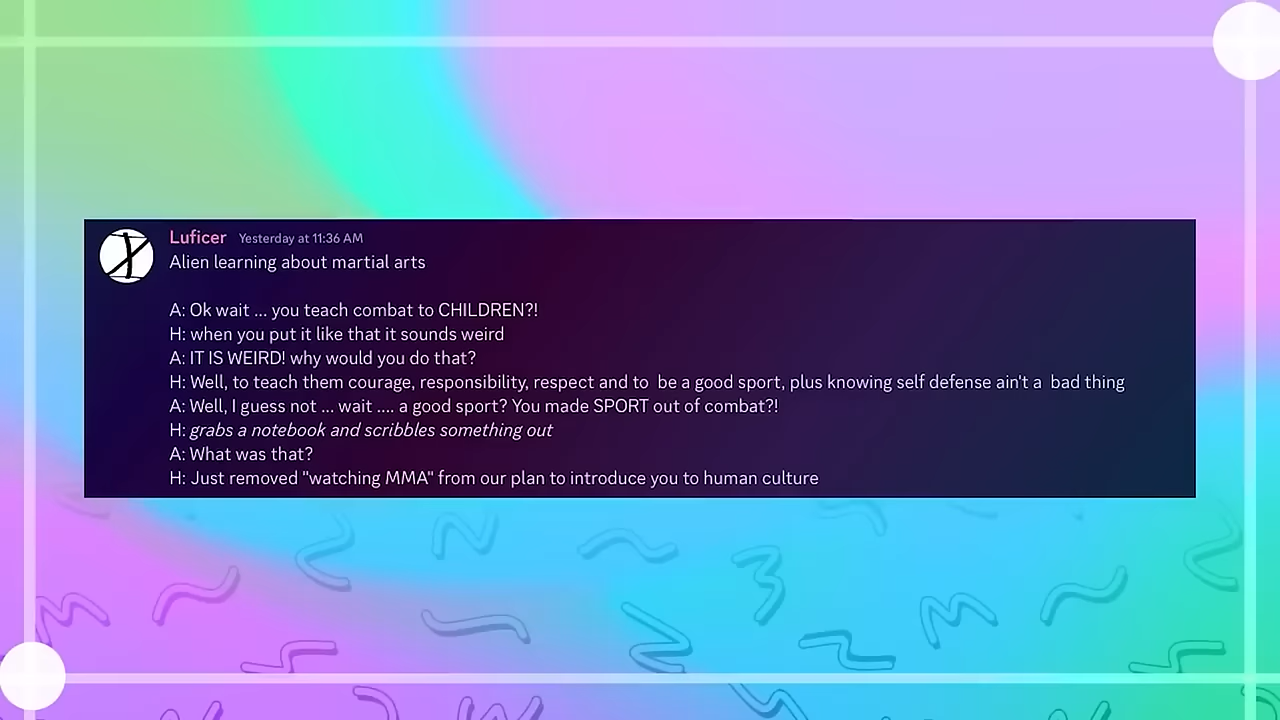 Luficer Yesterday at 11:36 AM
Alien learning about martial arts
A: Ok wait ... you teach combat to CHILDREN?!
H: when you put it like that it sounds weird
A: IT IS WEIRD! why would you do that?
H: Well, to teach them courage, responsibility, respect and to  be a good sport, plus knowing self defense ain't a  bad thing
A: Well, I guess not ... wait .... a good sport? You made SPORT out of combat?!
H: grabs a notebook and scribbles something out
A: What was that?
H: Just removed "watching MMA" from our plan to introduce you to human culture